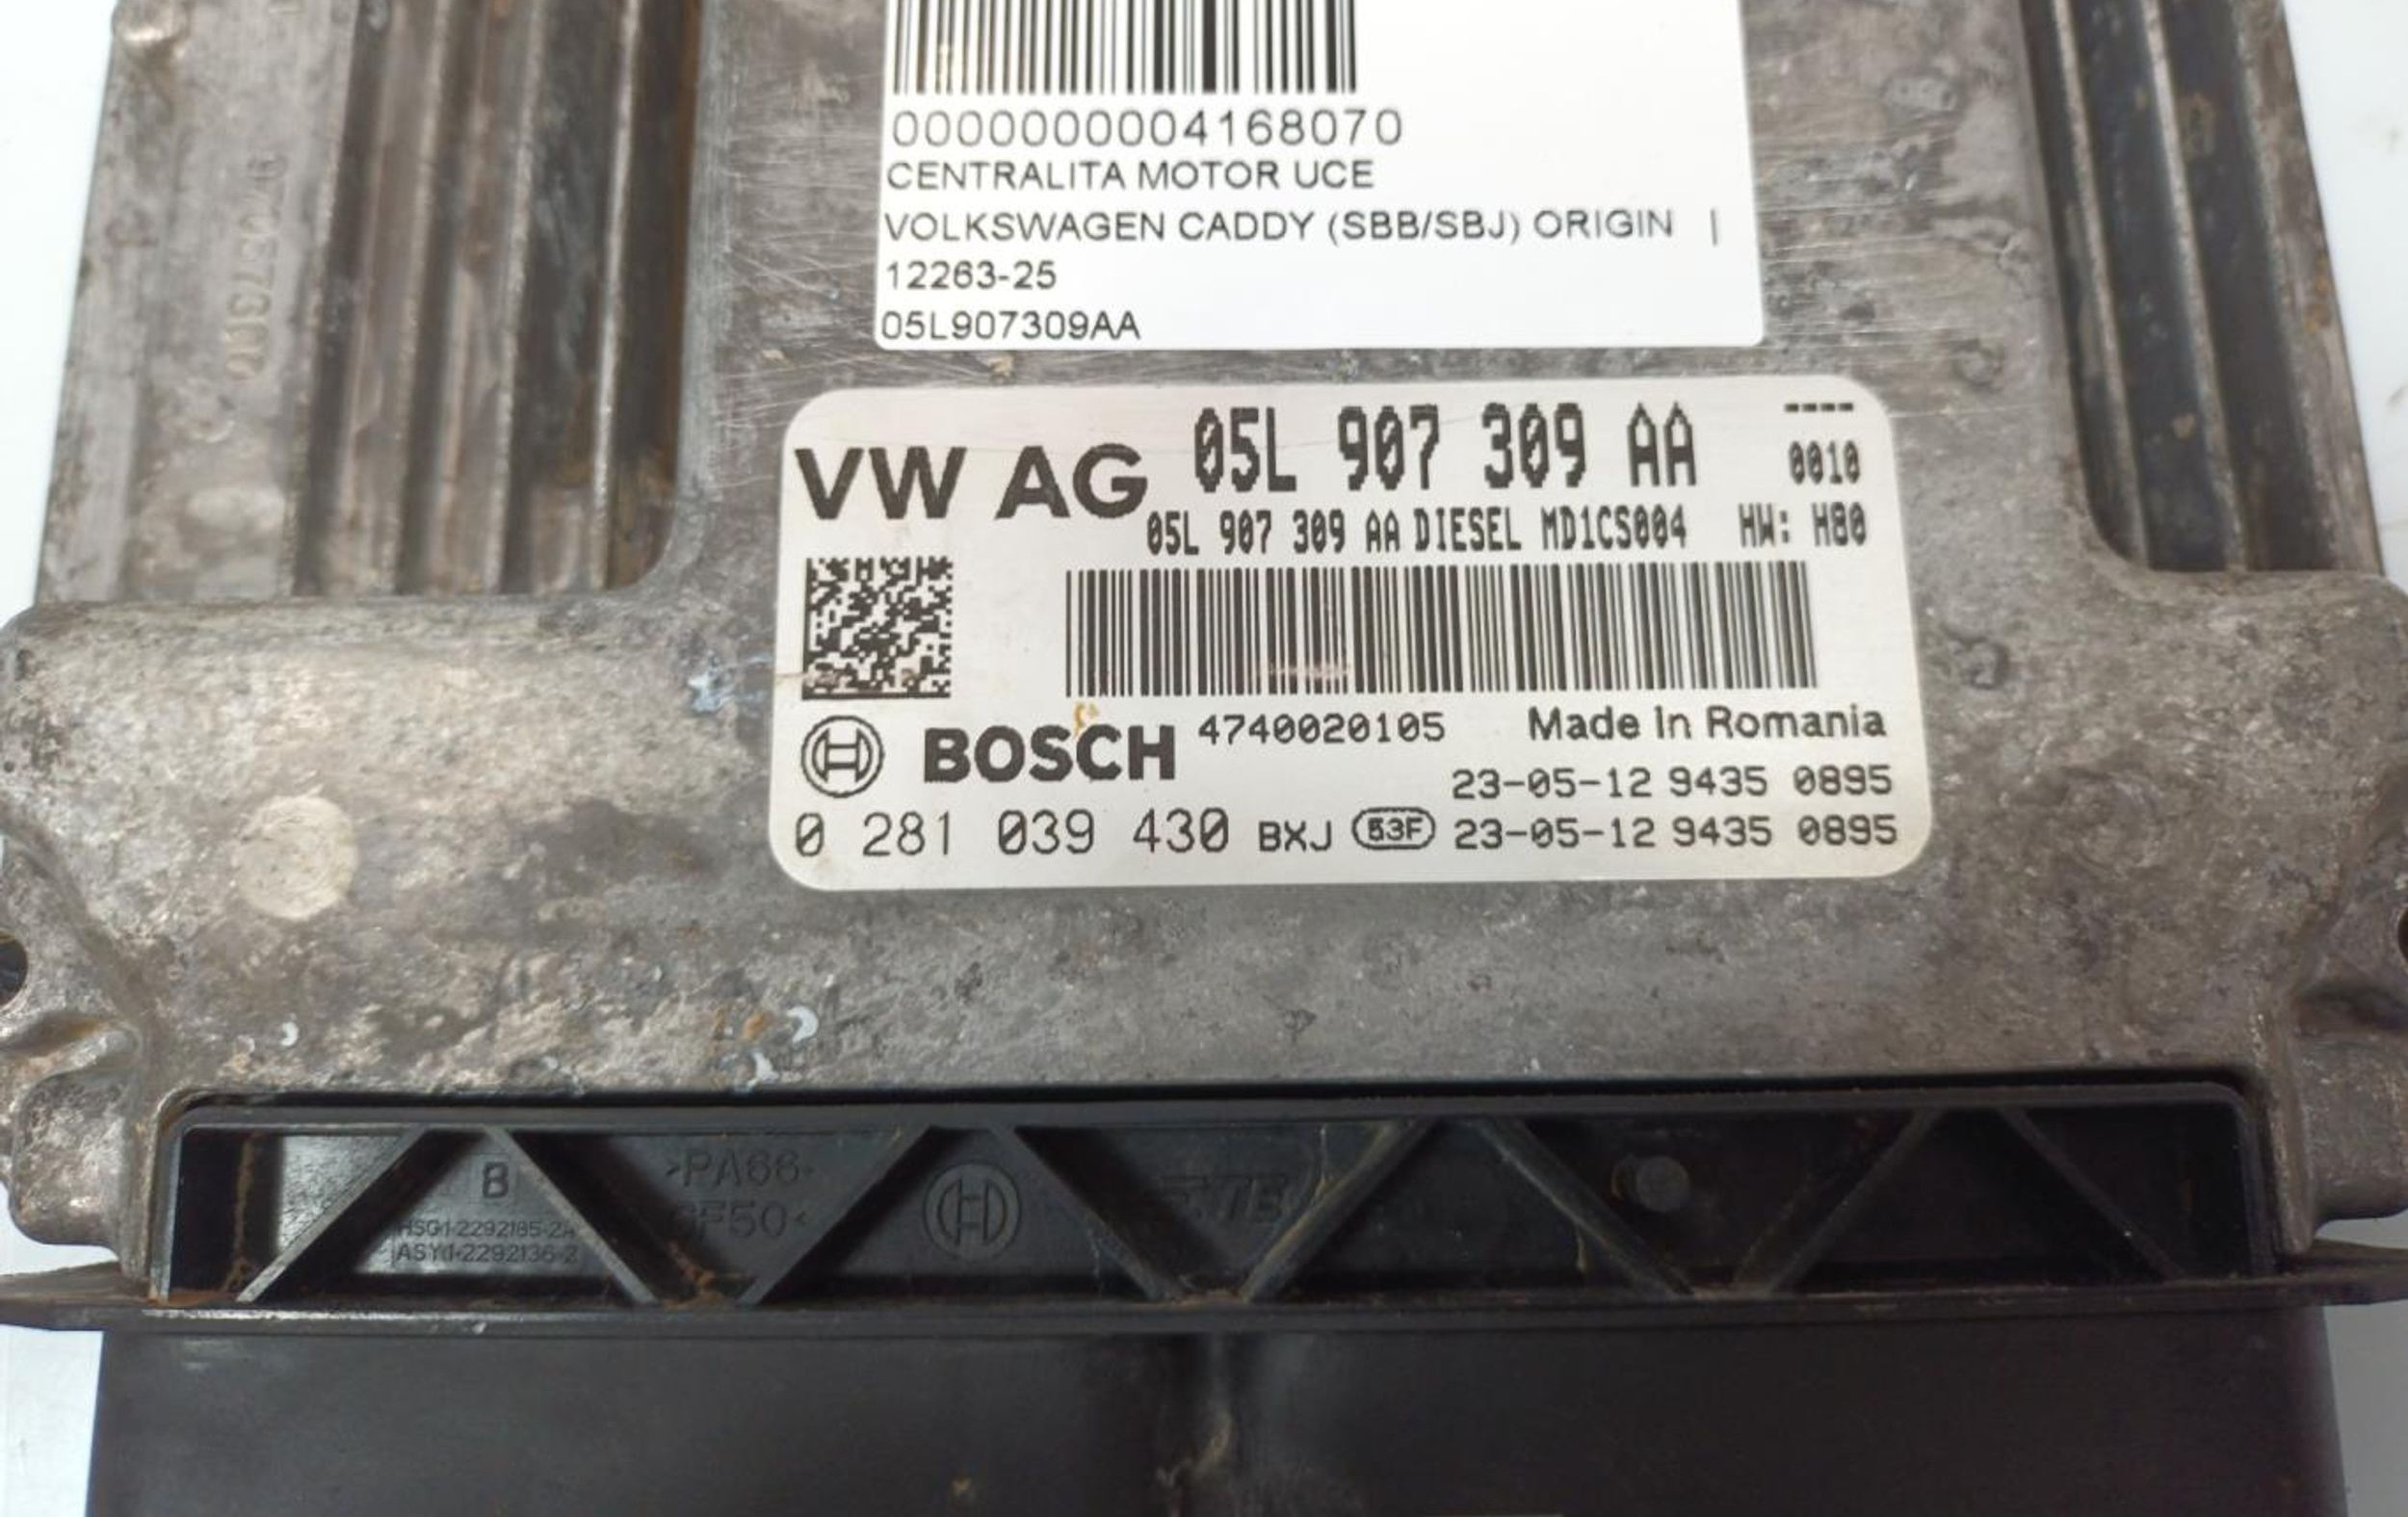 0000000004168070
CENTRALITA MOTOR UCE
VOLKSWAGEN CADDY (SBB/SBJ) ORIGIN |
12263-25
05L907309AA
VW AG 05L 907 309 AA ----
0010
05L 907 309 AA DIESEL MD1CS004 HW: H80
BOSCH 4740020105 Made in Romania
23-05-12 9435 0895
0 281 039 430 BXJ 53F 23-05-12 9435 0895
B >PA66-
HSG1-2292185-2A GF50<
ASY1-2292136-2